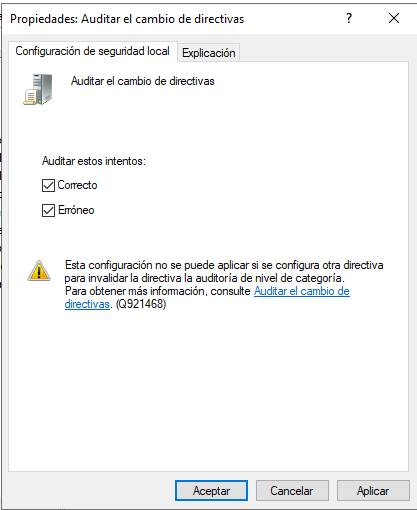 Propiedades: Auditar el cambio de directivas
Configuración de seguridad local
Explicación
Auditar el cambio de directivas
Auditar estos intentos:
Correcto
Erróneo
Esta configuración no se puede aplicar si se configura otra directiva
para invalidar la directiva la auditoría de nivel de categoría.
Para obtener más información, consulte Auditar el cambio de
directivas. (Q921468)
Aceptar
Cancelar
Aplicar